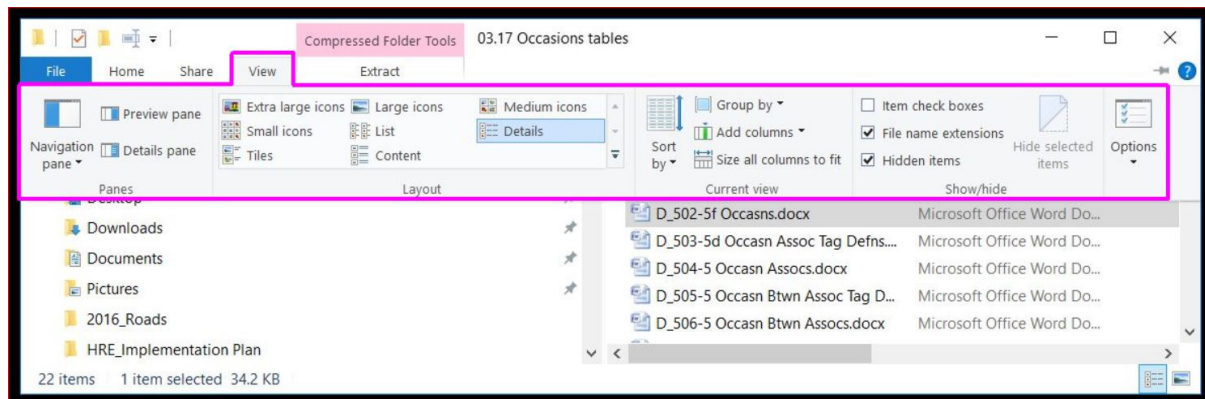 Compressed Folder Tools 03.17 Occasions tables
File Home Share View Extract
Preview pane
Details pane
Navigation pane
Panes
Extra large icons Large icons Medium icons
Small icons List Details
Tiles Content
Layout
Sort by
Group by
Add columns
Size all columns to fit
Current view
Item check boxes
File name extensions
Hidden items
Hide selected items
Show/hide
Options
Desktop
Downloads
Documents
Pictures
2016_Roads
HRE_Implementation Plan
D_502-5f Occasns.docx Microsoft Office Word Do...
D_503-5d Occasn Assoc Tag Defns.... Microsoft Office Word Do...
D_504-5 Occasn Assocs.docx Microsoft Office Word Do...
D_505-5 Occasn Btwn Assoc Tag D... Microsoft Office Word Do...
D_506-5 Occasn Btwn Assocs.docx Microsoft Office Word Do...
22 items 1 item selected 34.2 KB